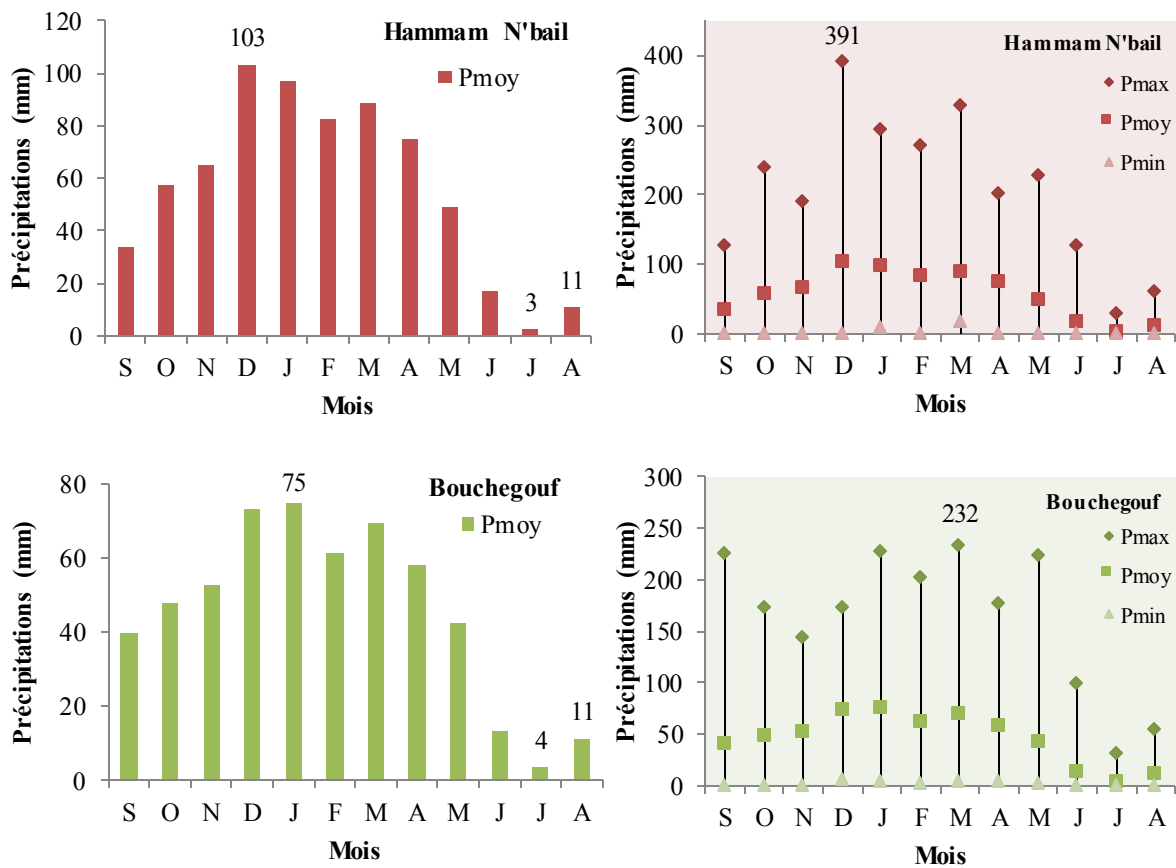 Hammam N'bail
Pmoy
Précipitations (mm)
120
100
80
60
40
20
0
103
3
11
S O N D J F M A M J J A
Mois
Hammam N'bail
Pmax
Pmoy
Pmin
Précipitations (mm)
400
300
200
100
0
391
S O N D J F M A M J J A
Mois
Bouchegouf
Pmoy
Précipitations (mm)
80
60
40
20
0
75
4
11
S O N D J F M A M J J A
Mois
Bouchegouf
Pmax
Pmoy
Pmin
Précipitations (mm)
300
250
200
150
100
50
0
232
S O N D J F M A M J J A
Mois